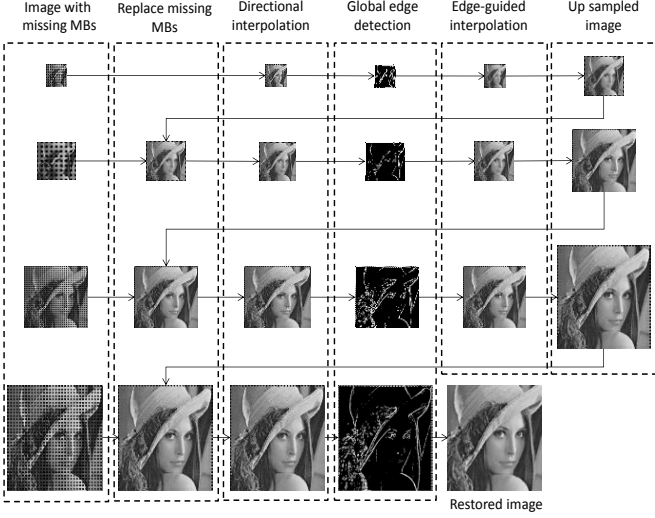 Image with
missing MBs
Replace missing
MBs
Directional
interpolation
Global edge
detection
Edge-guided
interpolation
Up sampled
image
Restored image